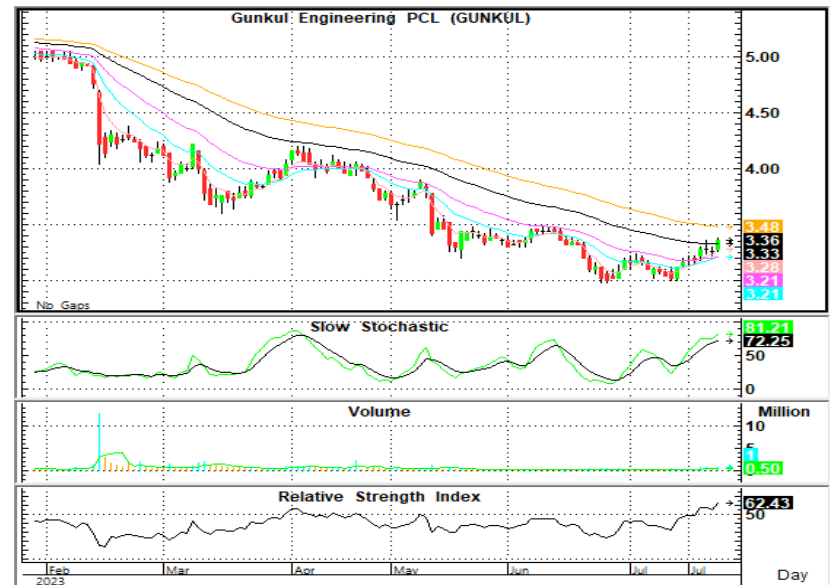 Gunkul Engineering PCL (GUNKUL)
5.00
4.50
4.00
3.48
3.36
3.33
3.28
3.21
3.21
No Gaps
Slow Stochastic
81.21
72.25
50
0
Volume
Million
10
5
1
0.50
Relative Strength Index
62.43
50
Feb Mar Apr May Jun Jul Jul
2023
Day